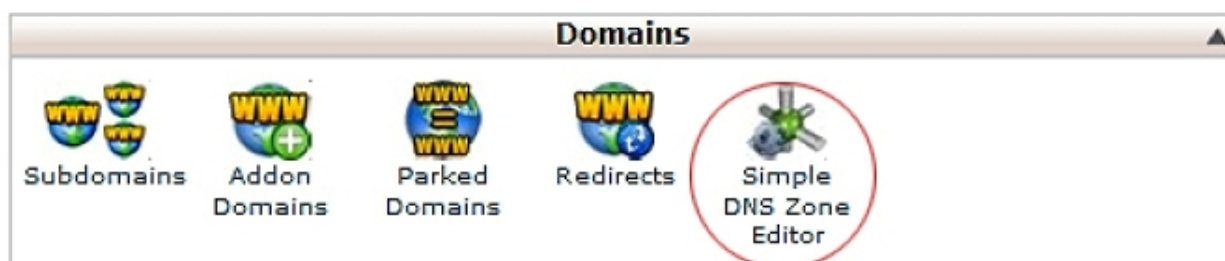 Domains
WWW WWW WWW
Subdomains
WWW
Addon
Domains
WWW
=
WWW
Parked
Domains
WWW
Redirects
Simple
DNS Zone
Editor